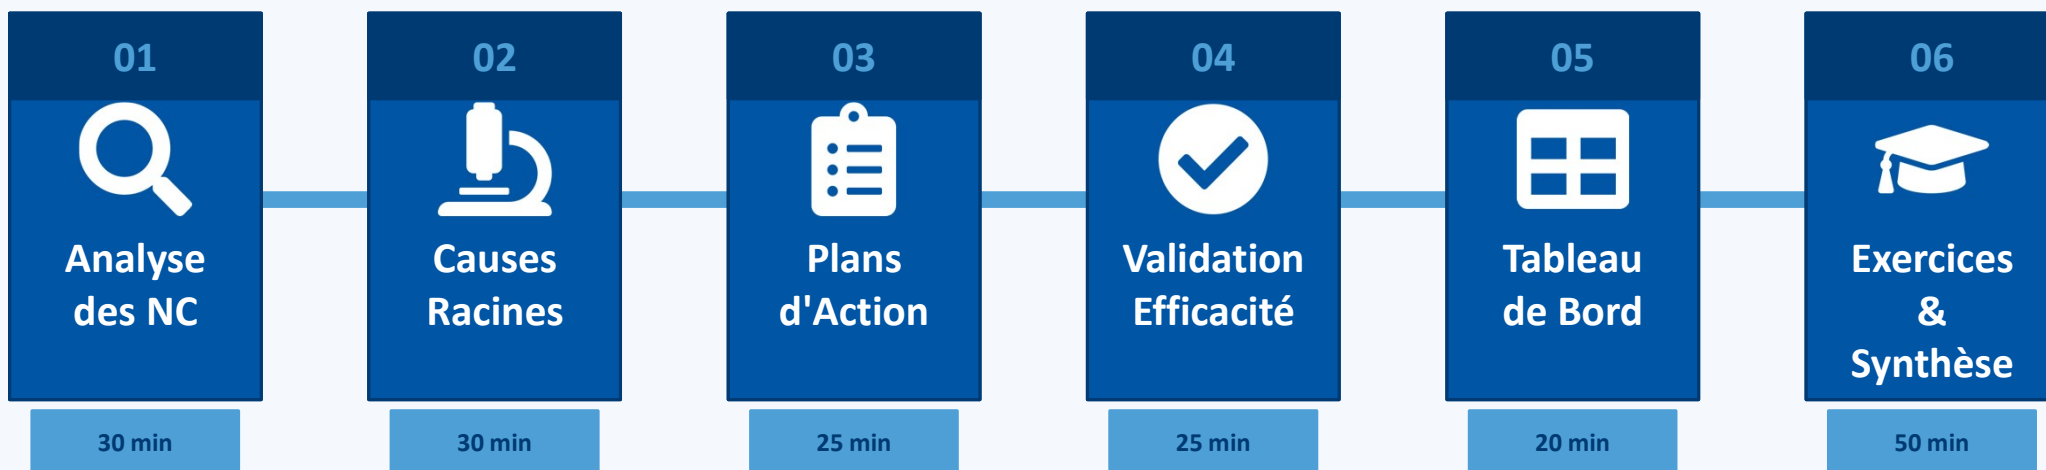 01
Analyse
des NC
30 min
02
Causes
Racines
30 min
03
Plans
d'Action
25 min
04
Validation
Efficacité
25 min
05
Tableau
de Bord
20 min
06
Exercices
&
Synthèse
50 min